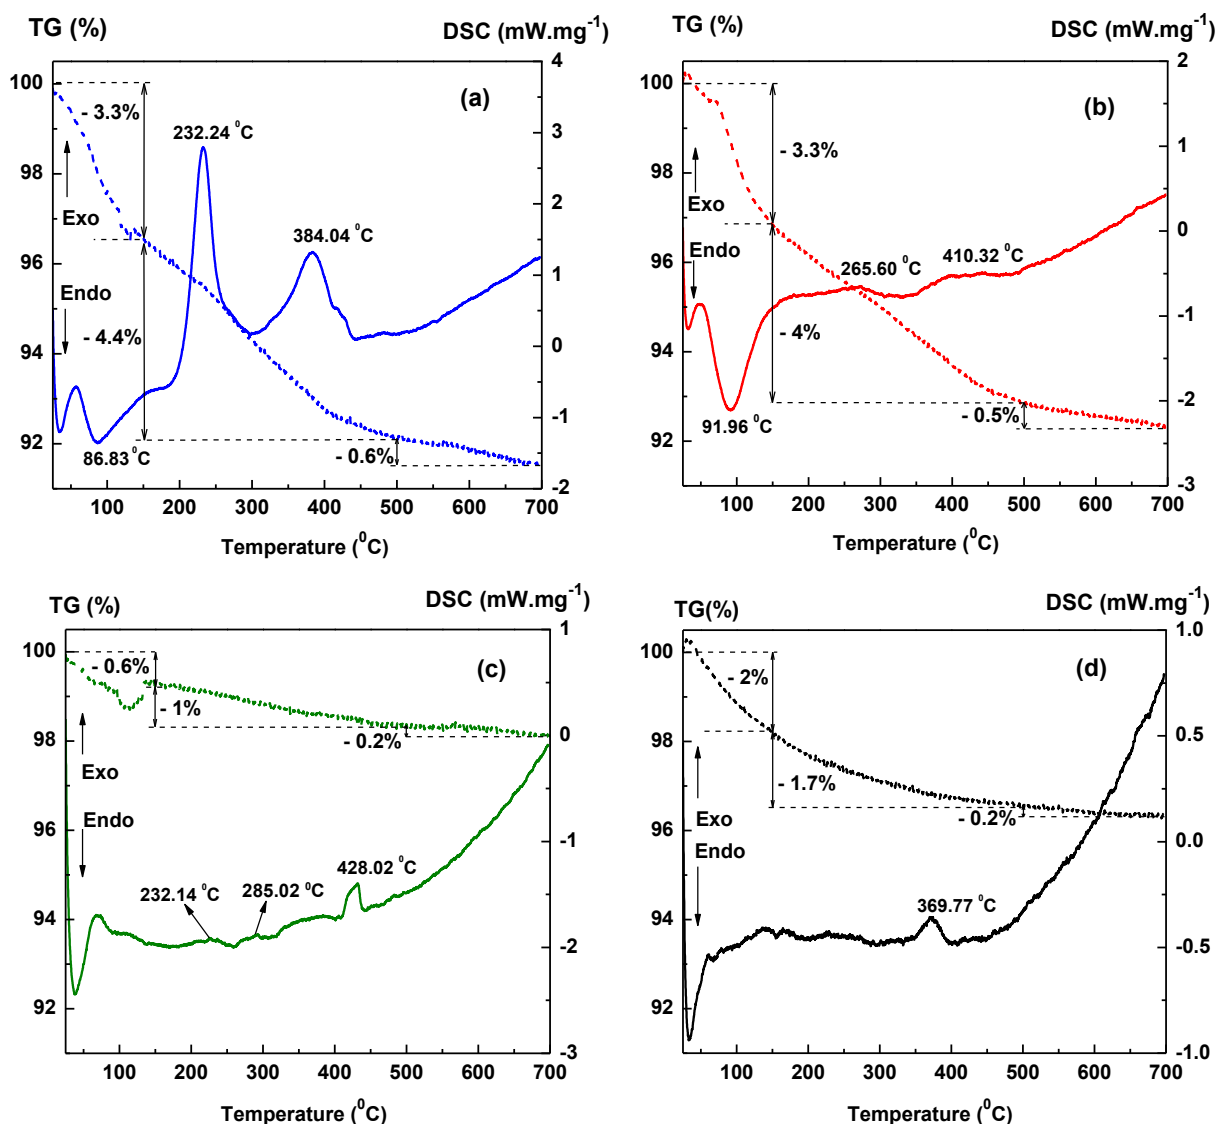 TG (%) DSC (mW.mg⁻¹)
(a)
100
98
96
94
92
4
3
2
1
0
-1
-2
- 3.3%
- 4.4%
- 0.6%
Exo
Endo
232.24 ⁰C
384.04 ⁰C
86.83 ⁰C
100 200 300 400 500 600 700
Temperature (⁰C)
TG (%) DSC (mW.mg⁻¹)
(b)
100
98
96
94
92
2
1
0
-1
-2
-3
- 3.3%
- 4%
- 0.5%
Exo
Endo
265.60 ⁰C
410.32 ⁰C
91.96 ⁰C
100 200 300 400 500 600 700
Temperature (⁰C)
TG (%) DSC (mW.mg⁻¹)
(c)
100
98
96
94
92
1
0
-1
-2
-3
- 0.6%
- 1%
- 0.2%
Exo
Endo
232.14 ⁰C
285.02 ⁰C
428.02 ⁰C
100 200 300 400 500 600 700
Temperature (⁰C)
TG(%) DSC (mW.mg⁻¹)
(d)
100
98
96
94
92
1.0
0.5
0.0
-0.5
-1.0
- 2%
- 1.7%
- 0.2%
Exo
Endo
369.77 ⁰C
100 200 300 400 500 600 700
Temperature (⁰C)